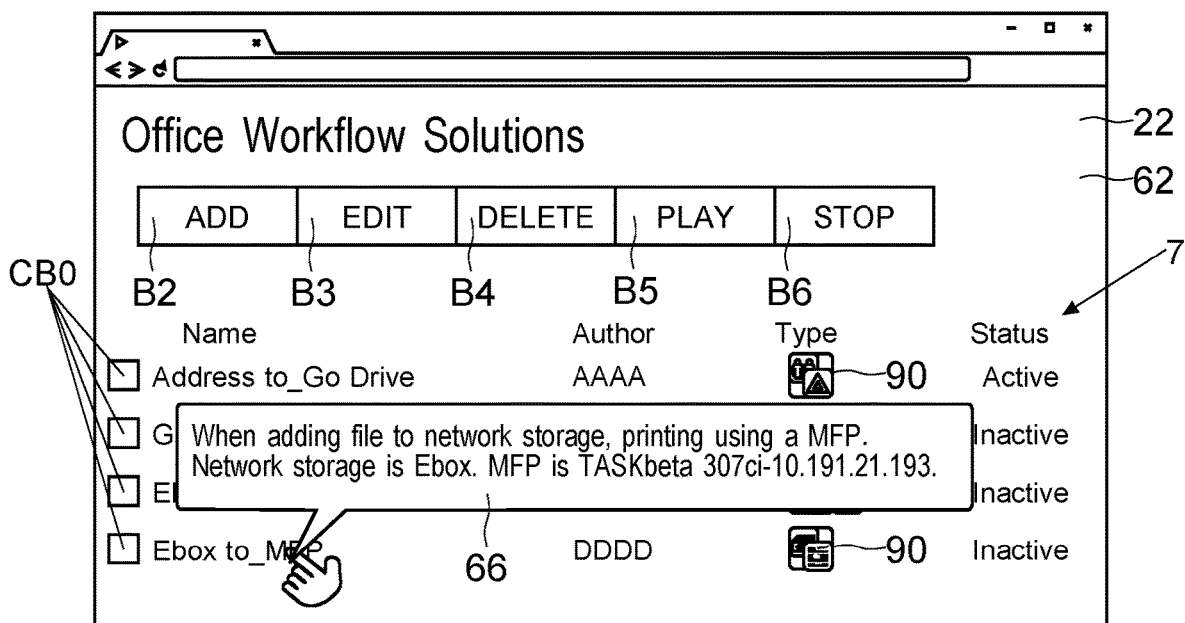 Office Workflow Solutions
22
62
ADD EDIT DELETE PLAY STOP
7
CB0
B2 B3 B4 B5 B6
Name Author Type Status
Address to_Go Drive AAAA 90 Active
G Inactive
When adding file to network storage, printing using a MFP.
Network storage is Ebox. MFP is TASKbeta 307ci-10.191.21.193.
Inactive
Ebox to_MFP DDDD 90 Inactive
66